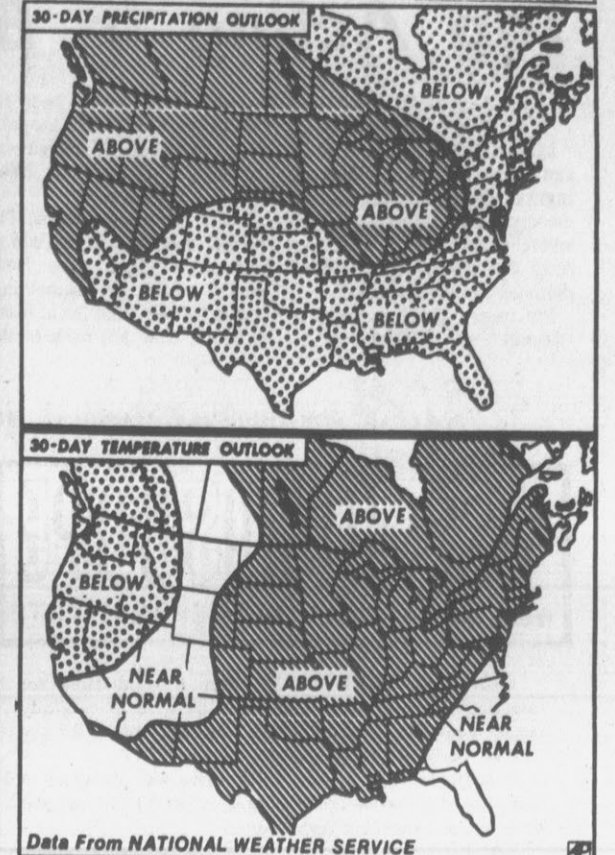 30-DAY PRECIPITATION OUTLOOK
BELOW
ABOVE
ABOVE
BELOW
BELOW
30-DAY TEMPERATURE OUTLOOK
ABOVE
BELOW
ABOVE
NEAR
NORMAL
NEAR
NORMAL
Data From NATIONAL WEATHER SERVICE
AP